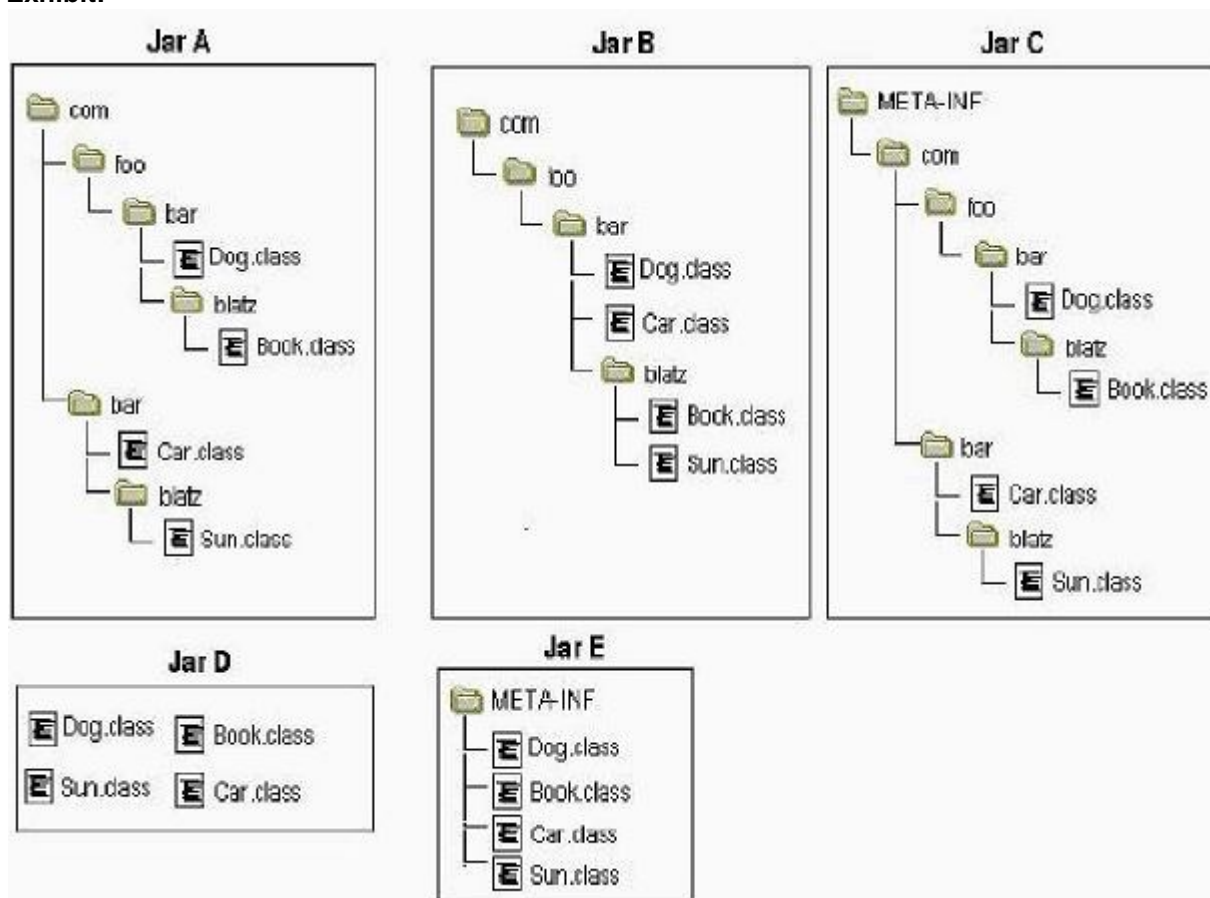 Jar A
com
foo
bar
Dog.class
blatz
Book.class
bar
Car.class
blatz
Sun.class
Jar B
com
foo
bar
Dog.class
Car.class
blatz
Book.class
Sun.class
Jar C
META-INF
com
foo
bar
Dog.class
blatz
Book.class
bar
Car.class
blatz
Sun.class
Jar D
Dog.class
Book.class
Sun.class
Car.class
Jar E
META-INF
Dog.class
Book.class
Car.class
Sun.class